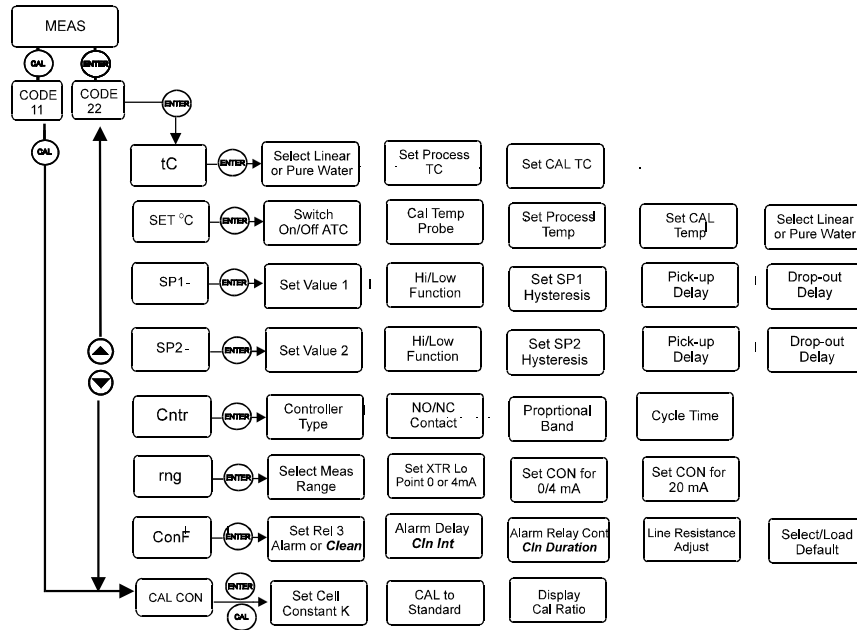 MEAS
CAL
ENTER
CODE
11
CODE
22
ENTER
CAL
tC
ENTER
Select Linear
or Pure Water
Set Process
TC
Set CAL TC
SET °C
ENTER
Switch
On/Off ATC
Cal Temp
Probe
Set Process
Temp
Set CAL
Temp
Select Linear
or Pure Water
SP1-
ENTER
Set Value 1
Hi/Low
Function
Set SP1
Hysteresis
Pick-up
Delay
Drop-out
Delay
SP2-
ENTER
Set Value 2
Hi/Low
Function
Set SP2
Hysteresis
Pick-up
Delay
Drop-out
Delay
Cntr
ENTER
Controller
Type
NO/NC
Contact
Proprtional
Band
Cycle Time
rng
ENTER
Select Meas
Range
Set XTR Lo
Point 0 or 4mA
Set CON for
0/4 mA
Set CON for
20 mA
ConF
ENTER
Set Rel 3
Alarm or Clean
Alarm Delay
Cln Int
Alarm Relay Cont
Cln Duration
Line Resistance
Adjust
Select/Load
Default
CAL CON
ENTER
CAL
Set Cell
Constant K
CAL to
Standard
Display
Cal Ratio